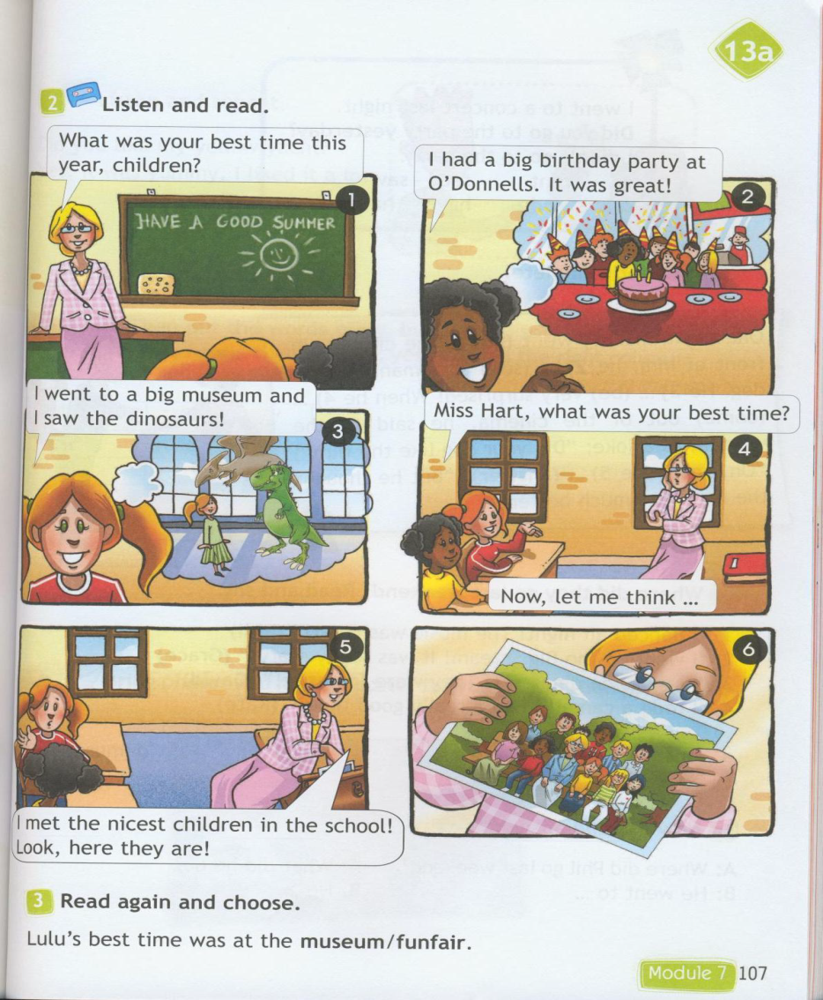 13a
2 Listen and read.
What was your best time this
year, children?
1
HAVE A GOOD SUMMER
I had a big birthday party at
O'Donnells. It was great!
2
I went to a big museum and
I saw the dinosaurs!
3
Miss Hart, what was your best time?
4
Now, let me think ...
5
I met the nicest children in the school!
Look, here they are!
6
3 Read again and choose.
Lulu's best time was at the museum/funfair.
Module 7 107